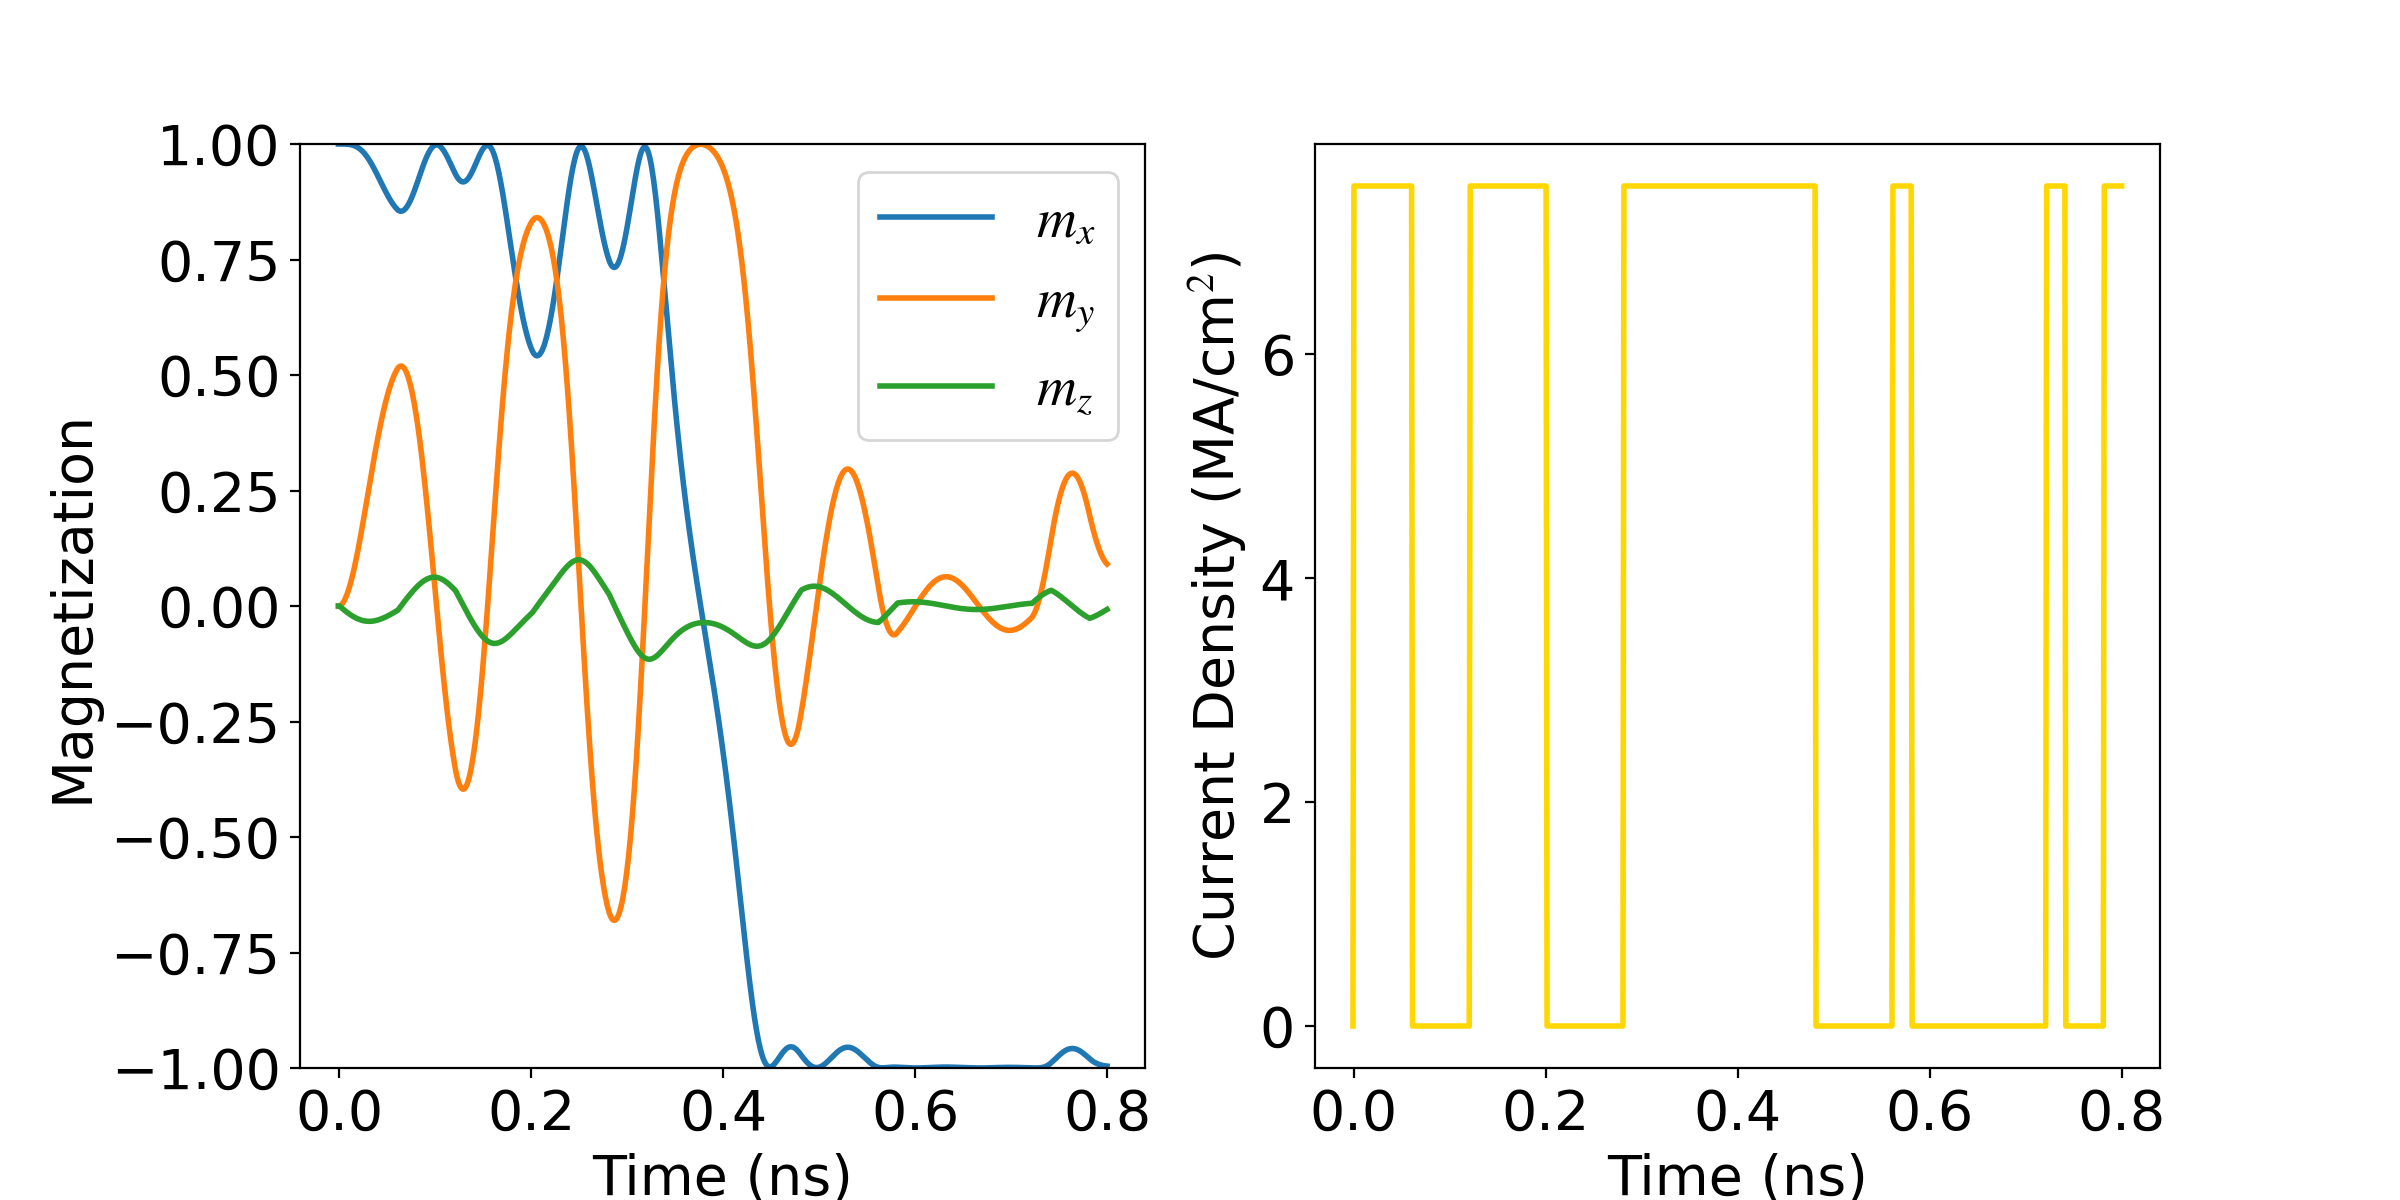 1.00
0.75
0.50
0.25
0.00
−0.25
−0.50
−0.75
−1.00
Magnetization
0.0 0.2 0.4 0.6 0.8
Time (ns)
m_x
m_y
m_z
6
4
2
0
Current Density (MA/cm²)
0.0 0.2 0.4 0.6 0.8
Time (ns)